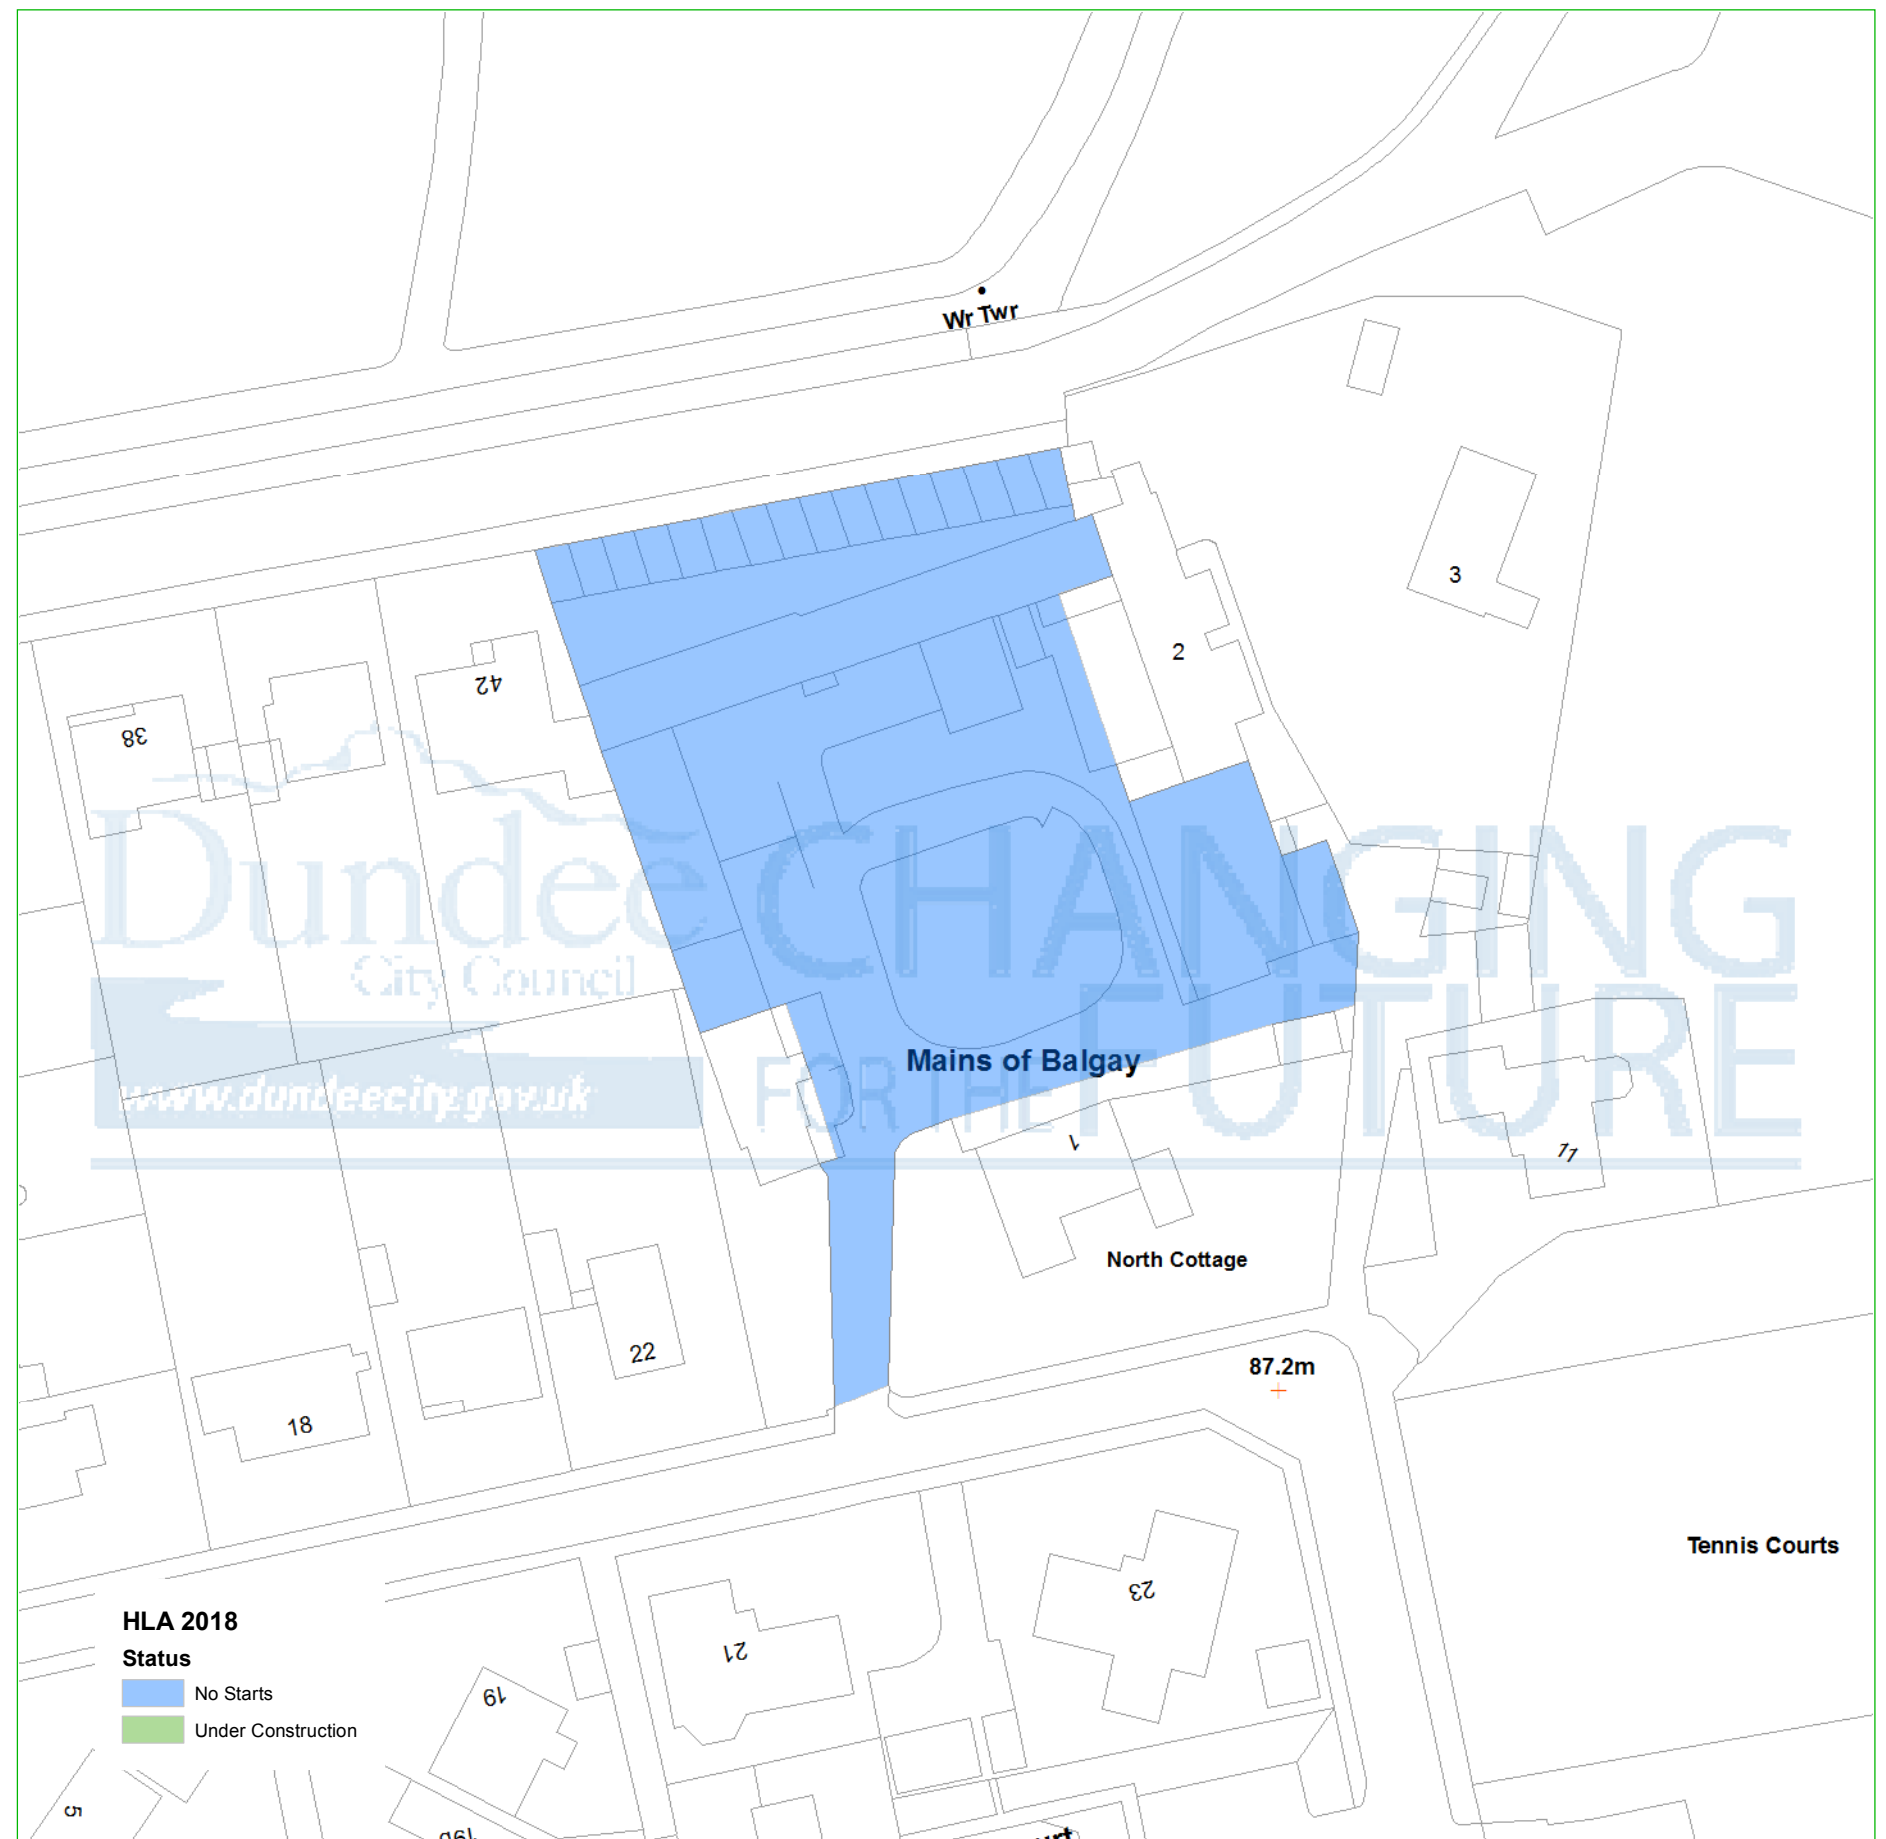 Wr Twr
3
2
42
38
Dundee
City Council
www.dundeecity.gov.uk
CHANGING
FOR THE FUTURE
Mains of Balgay
1
11
North Cottage
22
87.2m
18
Tennis Courts
23
21
19
HLA 2018
Status
No Starts
Under Construction
5
19b